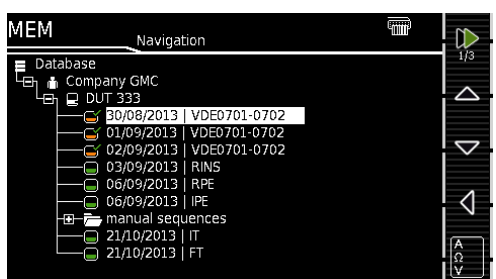 MEM
Navigation
1/3
Database
Company GMC
DUT 333
30/08/2013 | VDE0701-0702
01/09/2013 | VDE0701-0702
02/09/2013 | VDE0701-0702
03/09/2013 | RINS
06/09/2013 | RPE
06/09/2013 | IPE
manual sequences
21/10/2013 | IT
21/10/2013 | FT
A
Ω
V